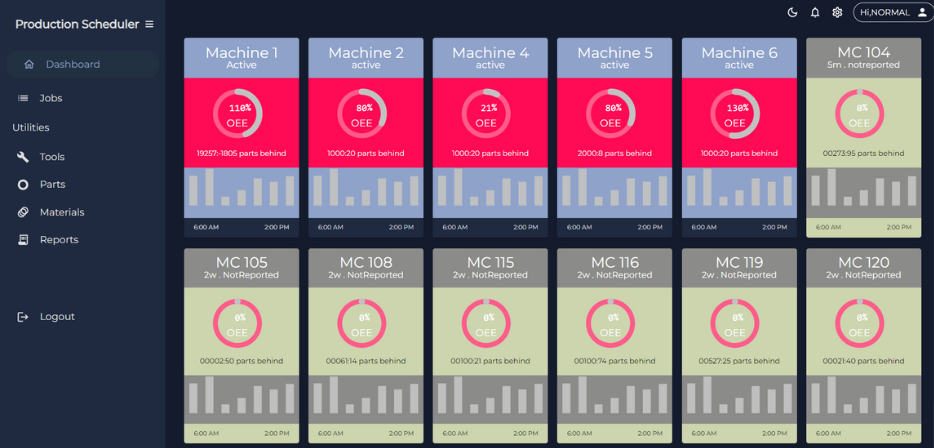 Production Scheduler
Hi,NORMAL
Dashboard
Jobs
Utilities
Tools
Parts
Materials
Reports
Logout
Machine 1
Active
110%
OEE
19257:-1805 parts behind
6:00 AM 2:00 PM
Machine 2
active
80%
OEE
1000:20 parts behind
6:00 AM 2:00 PM
Machine 4
active
21%
OEE
1000:20 parts behind
6:00 AM 2:00 PM
Machine 5
active
80%
OEE
2000:8 parts behind
6:00 AM 2:00 PM
Machine 6
active
130%
OEE
1000:20 parts behind
6:00 AM 2:00 PM
MC 104
5m . notreported
0%
OEE
00273:95 parts behind
6:00 AM 2:00 PM
MC 105
2w . NotReported
0%
OEE
00002:50 parts behind
6:00 AM 2:00 PM
MC 108
2w . NotReported
0%
OEE
00061:14 parts behind
6:00 AM 2:00 PM
MC 115
2w . NotReported
0%
OEE
00100:21 parts behind
6:00 AM 2:00 PM
MC 116
2w . NotReported
0%
OEE
00100:74 parts behind
6:00 AM 2:00 PM
MC 119
2w . NotReported
0%
OEE
00527:25 parts behind
6:00 AM 2:00 PM
MC 120
2w . NotReported
0%
OEE
00021:40 parts behind
6:00 AM 2:00 PM